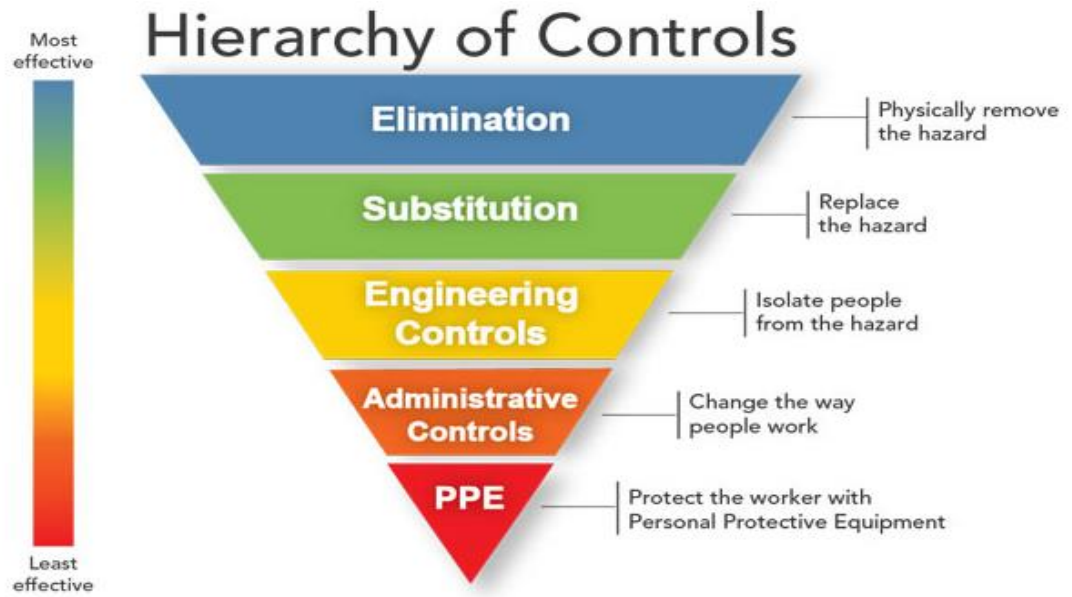 Hierarchy of Controls
Most
effective
Elimination
Physically remove
the hazard
Substitution
Replace
the hazard
Engineering
Controls
Isolate people
from the hazard
Administrative
Controls
Change the way
people work
PPE
Protect the worker with
Personal Protective Equipment
Least
effective